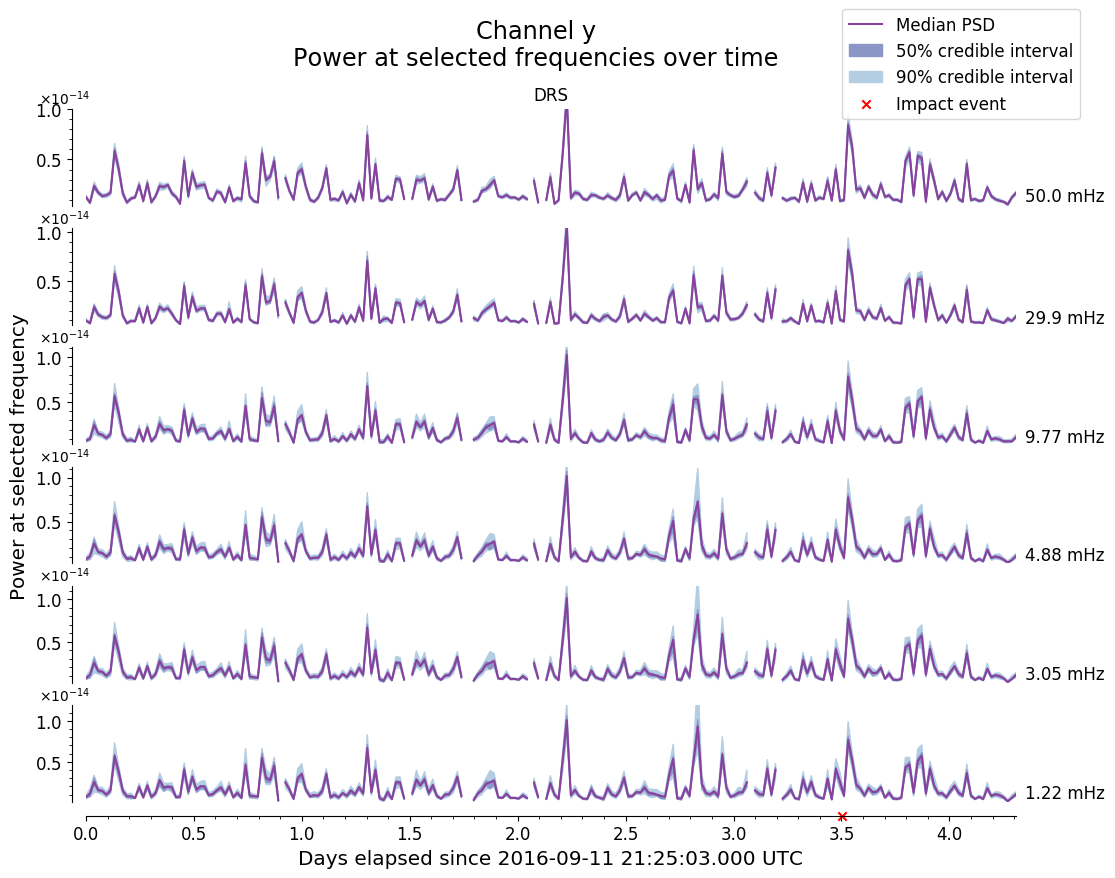 Channel y
Power at selected frequencies over time
DRS
Median PSD
50% credible interval
90% credible interval
Impact event
×10⁻¹⁴
1.0
0.5
50.0 mHz
×10⁻¹⁴
1.0
0.5
29.9 mHz
×10⁻¹⁴
1.0
0.5
9.77 mHz
×10⁻¹⁴
1.0
0.5
4.88 mHz
×10⁻¹⁴
1.0
0.5
3.05 mHz
×10⁻¹⁴
1.0
0.5
1.22 mHz
Power at selected frequency
0.0 0.5 1.0 1.5 2.0 2.5 3.0 3.5 4.0
Days elapsed since 2016-09-11 21:25:03.000 UTC